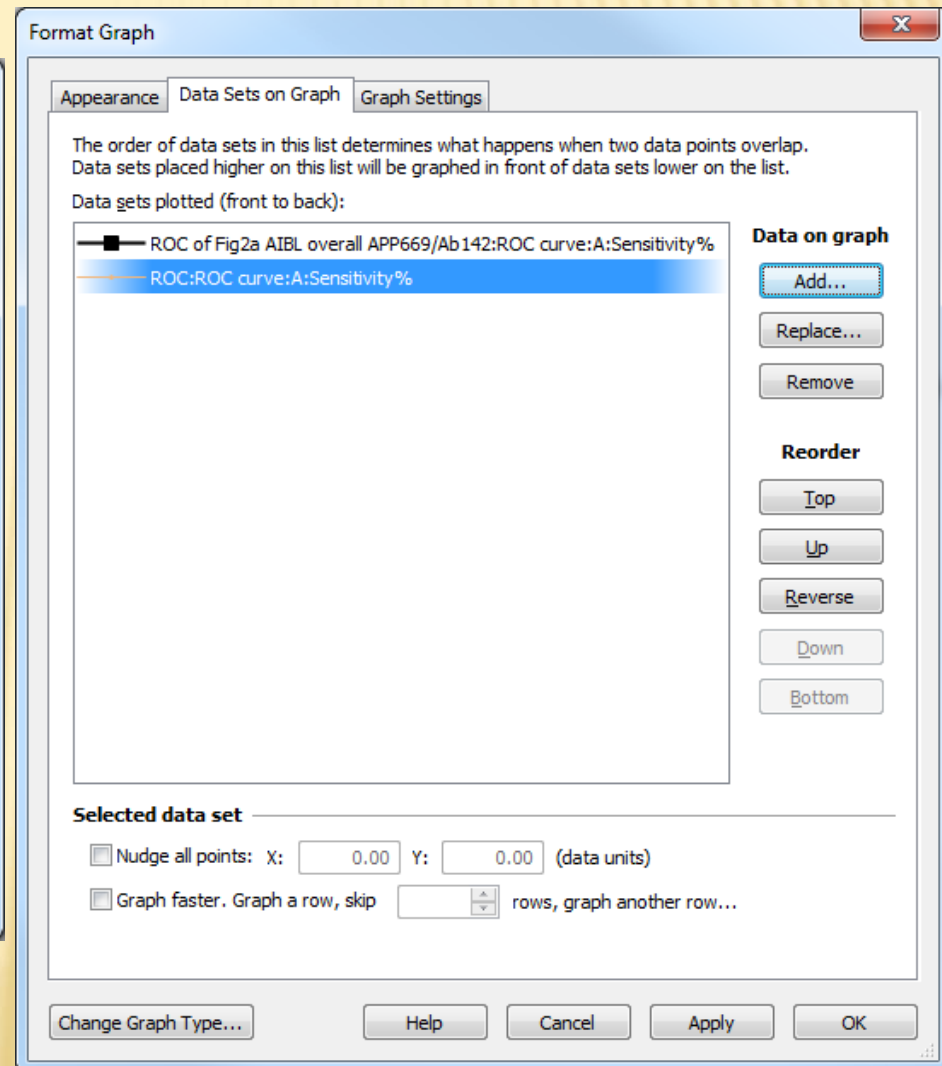 Format Graph
X
Appearance Data Sets on Graph Graph Settings
The order of data sets in this list determines what happens when two data points overlap.
Data sets placed higher on this list will be graphed in front of data sets lower on the list.
Data sets plotted (front to back):
ROC of Fig2a AIBL overall APP669/Ab142:ROC curve:A:Sensitivity%
ROC:ROC curve:A:Sensitivity%
Data on graph
Add...
Replace...
Remove
Reorder
Top
Up
Reverse
Down
Bottom
Selected data set
Nudge all points: X: 0.00 Y: 0.00 (data units)
Graph faster. Graph a row, skip rows, graph another row...
Change Graph Type... Help Cancel Apply OK